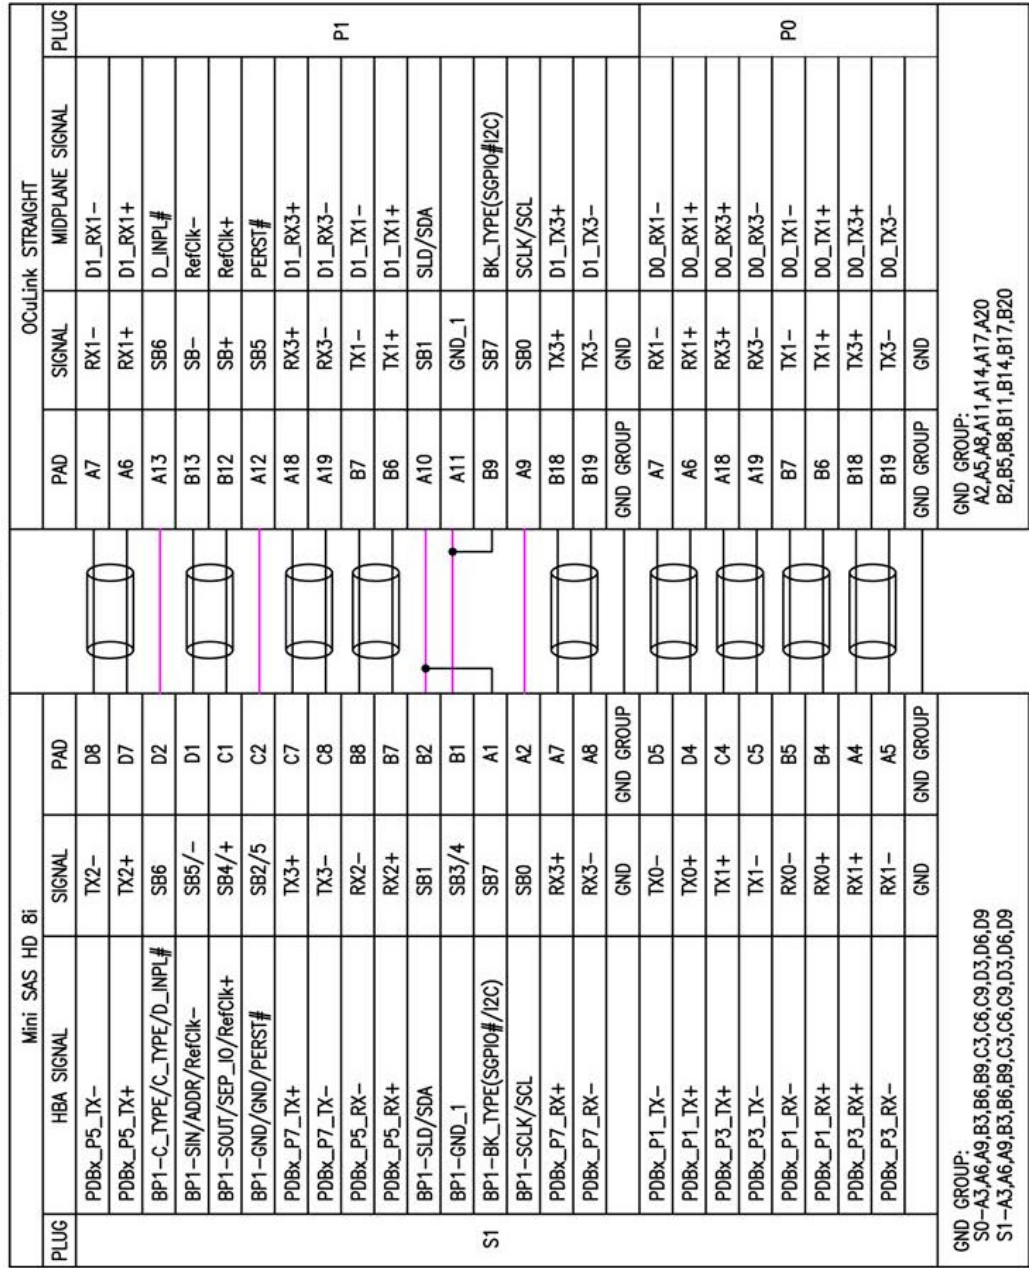 Mini SAS HD 8i OCuLink STRAIGHT
PLUG HBA SIGNAL SIGNAL PAD PAD SIGNAL MIDPLANE SIGNAL PLUG
S1 P1
PDBx_P5_TX- TX2- D8 A7 RX1- D1_RX1-
PDBx_P5_TX+ TX2+ D7 A6 RX1+ D1_RX1+
BP1-C_TYPE/C_TYPE/D_INPL# SB6 D2 A13 SB6 D_INPL#
BP1-SIN/ADDR/RefClk- SB5/- D1 B13 SB- RefClk-
BP1-SOUT/SEP_IO/RefClk+ SB4/+ C1 B12 SB+ RefClk+
BP1-GND/GND/PERST# SB2/5 C2 A12 SB5 PERST#
PDBx_P7_TX+ TX3+ C7 A18 RX3+ D1_RX3+
PDBx_P7_TX- TX3- C8 A19 RX3- D1_RX3-
PDBx_P5_RX- RX2- B8 B7 TX1- D1_TX1-
PDBx_P5_RX+ RX2+ B7 B6 TX1+ D1_TX1+
BP1-SLD/SDA SB1 B2 A10 SB1 SLD/SDA
BP1-GND_1 SB3/4 B1 A11 GND_1
BP1-BK_TYPE(SGPIO#/I2C) SB7 A1 B9 SB7 BK_TYPE(SGPIO#I2C)
BP1-SCLK/SCL SB0 A2 A9 SB0 SCLK/SCL
PDBx_P7_RX+ RX3+ A7 B18 TX3+ D1_TX3+
PDBx_P7_RX- RX3- A8 B19 TX3- D1_TX3-
GND GND GROUP GND GROUP GND
P0
PDBx_P1_TX- TX0- D5 A7 RX1- D0_RX1-
PDBx_P1_TX+ TX0+ D4 A6 RX1+ D0_RX1+
PDBx_P3_TX+ TX1+ C4 A18 RX3+ D0_RX3+
PDBx_P3_TX- TX1- C5 A19 RX3- D0_RX3-
PDBx_P1_RX- RX0- B5 B7 TX1- D0_TX1-
PDBx_P1_RX+ RX0+ B4 B6 TX1+ D0_TX1+
PDBx_P3_RX+ RX1+ A4 B18 TX3+ D0_TX3+
PDBx_P3_RX- RX1- A5 B19 TX3- D0_TX3-
GND GND GROUP GND GROUP GND
GND GROUP:
S0-A3,A6,A9,B3,B6,B9,C3,C6,C9,D3,D6,D9
S1-A3,A6,A9,B3,B6,B9,C3,C6,C9,D3,D6,D9
GND GROUP:
A2,A5,A8,A11,A14,A17,A20
B2,B5,B8,B11,B14,B17,B20